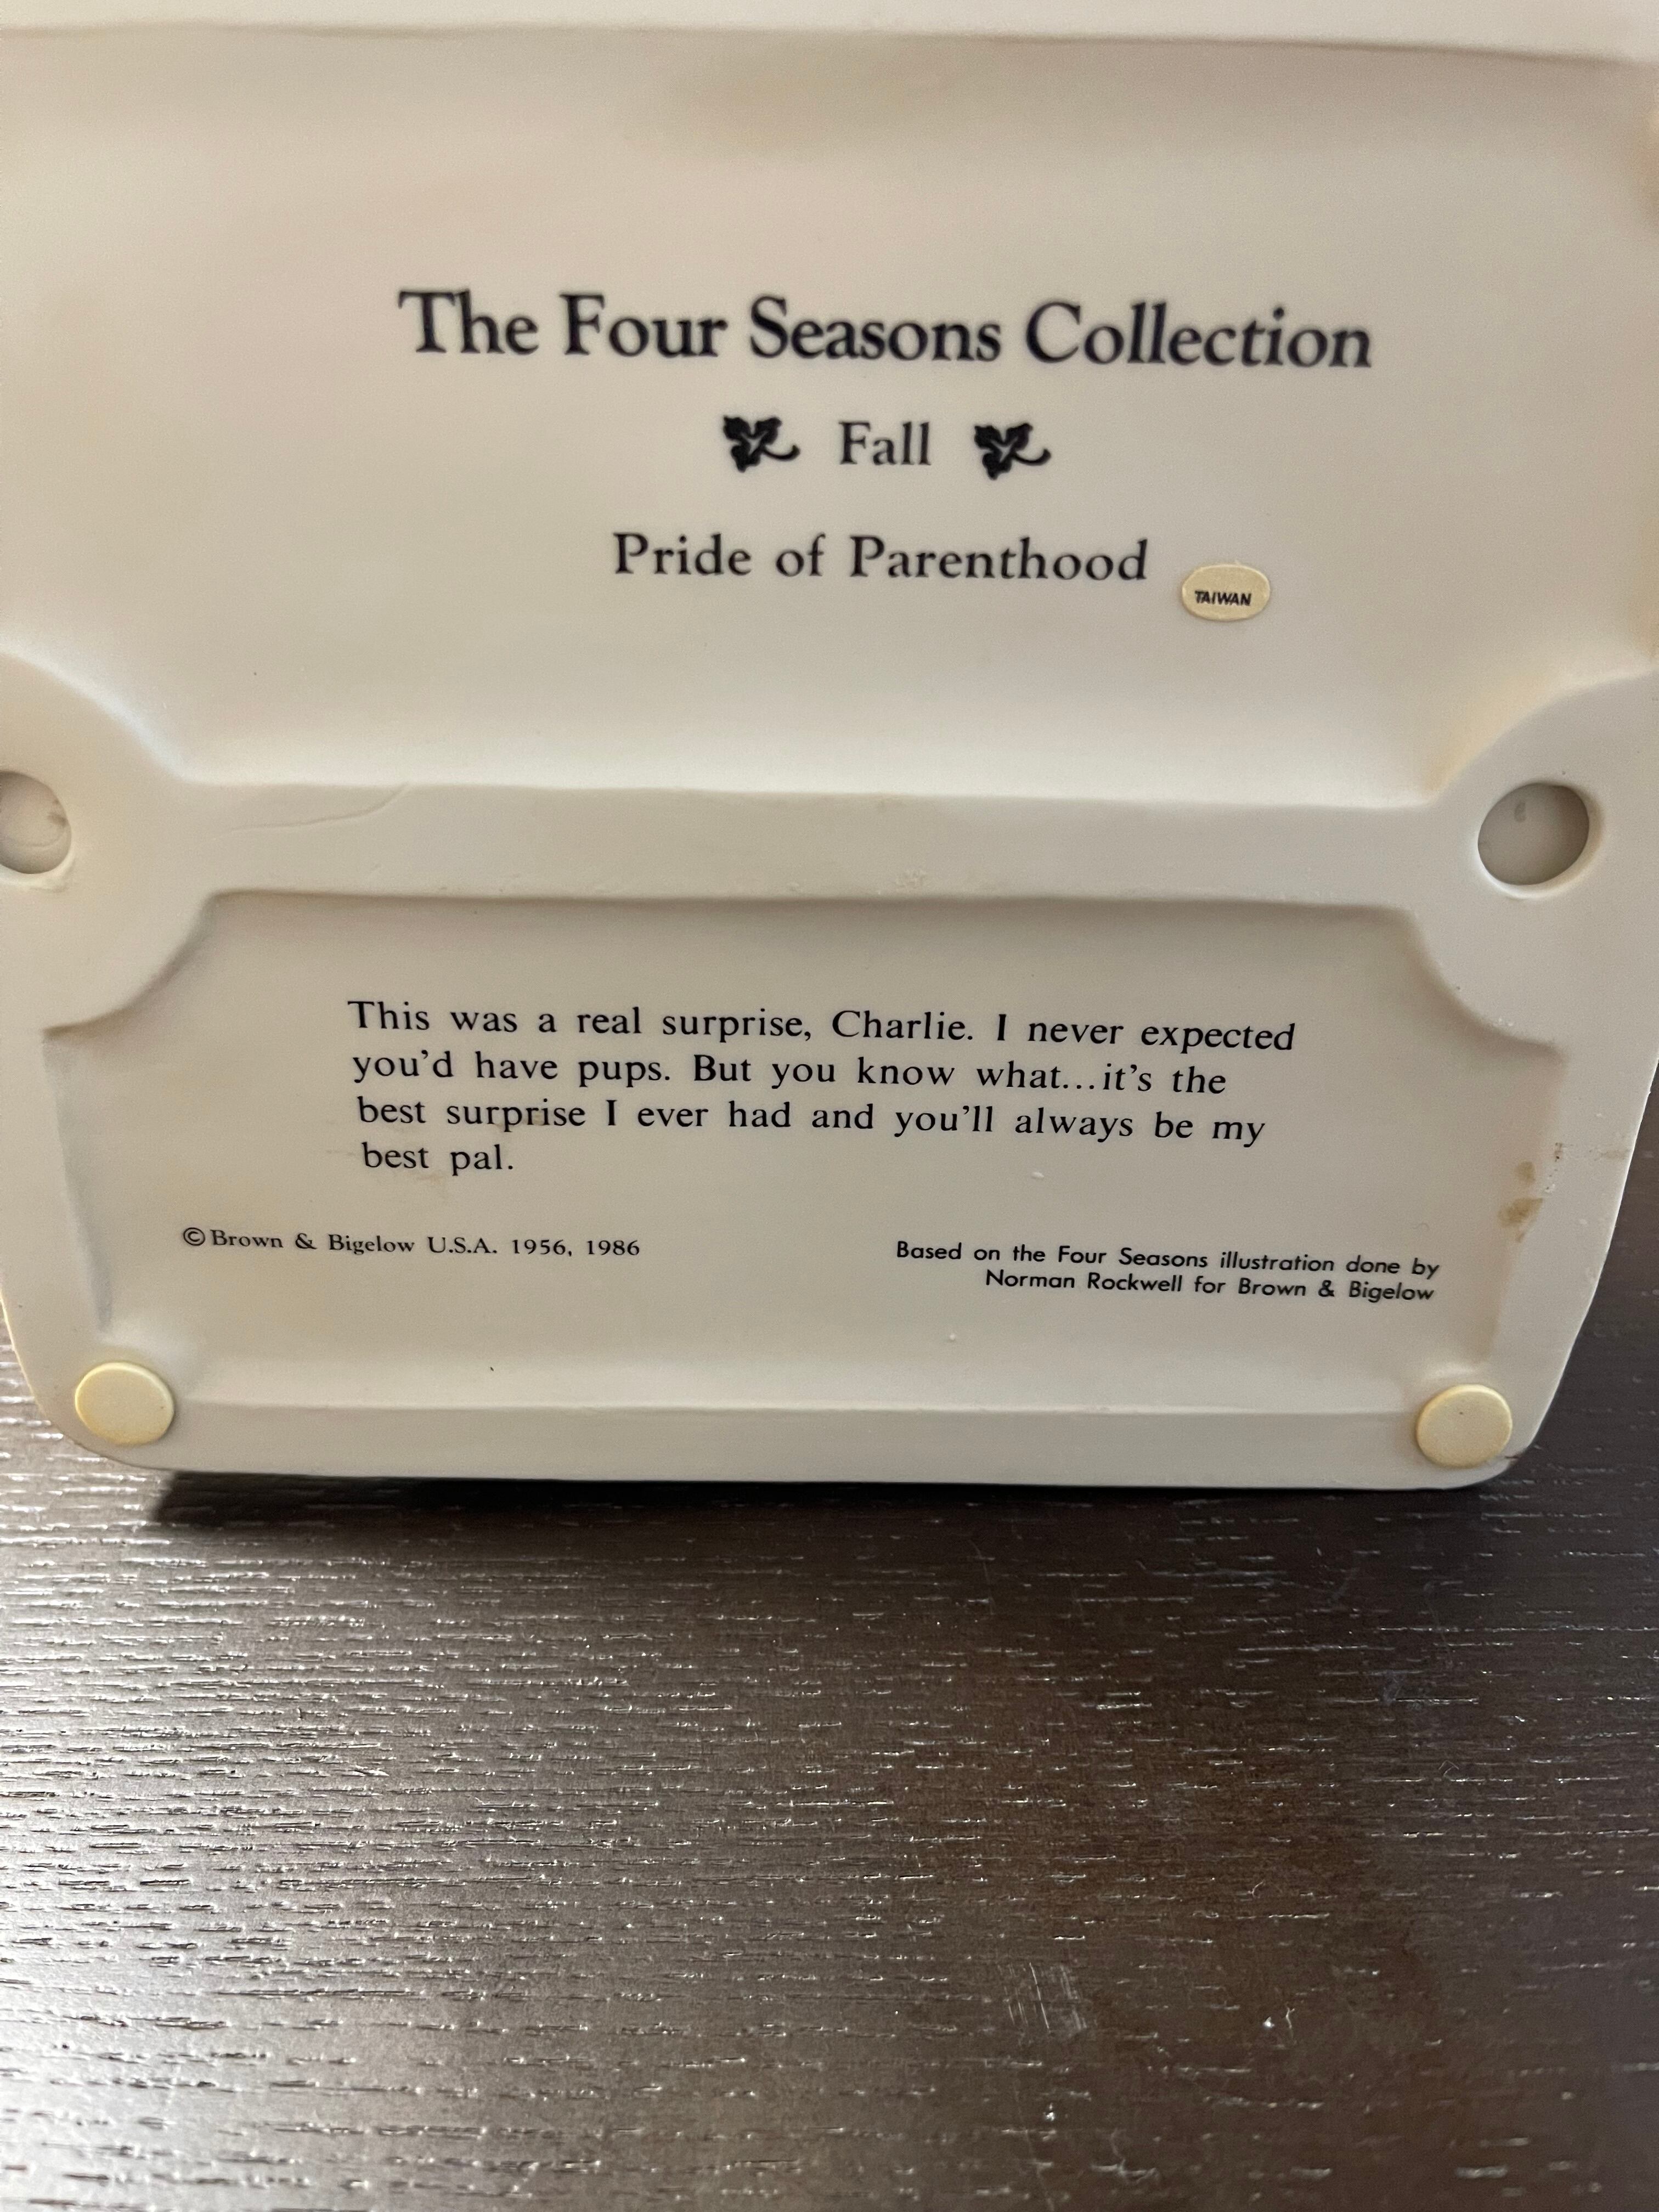 The Four Seasons Collection
Fall
Pride of Parenthood
TAIWAN
This was a real surprise, Charlie. I never expected
you'd have pups. But you know what...it's the
best surprise I ever had and you'll always be my
best pal.
©Brown & Bigelow U.S.A. 1956, 1986
Based on the Four Seasons illustration done by
Norman Rockwell for Brown & Bigelow